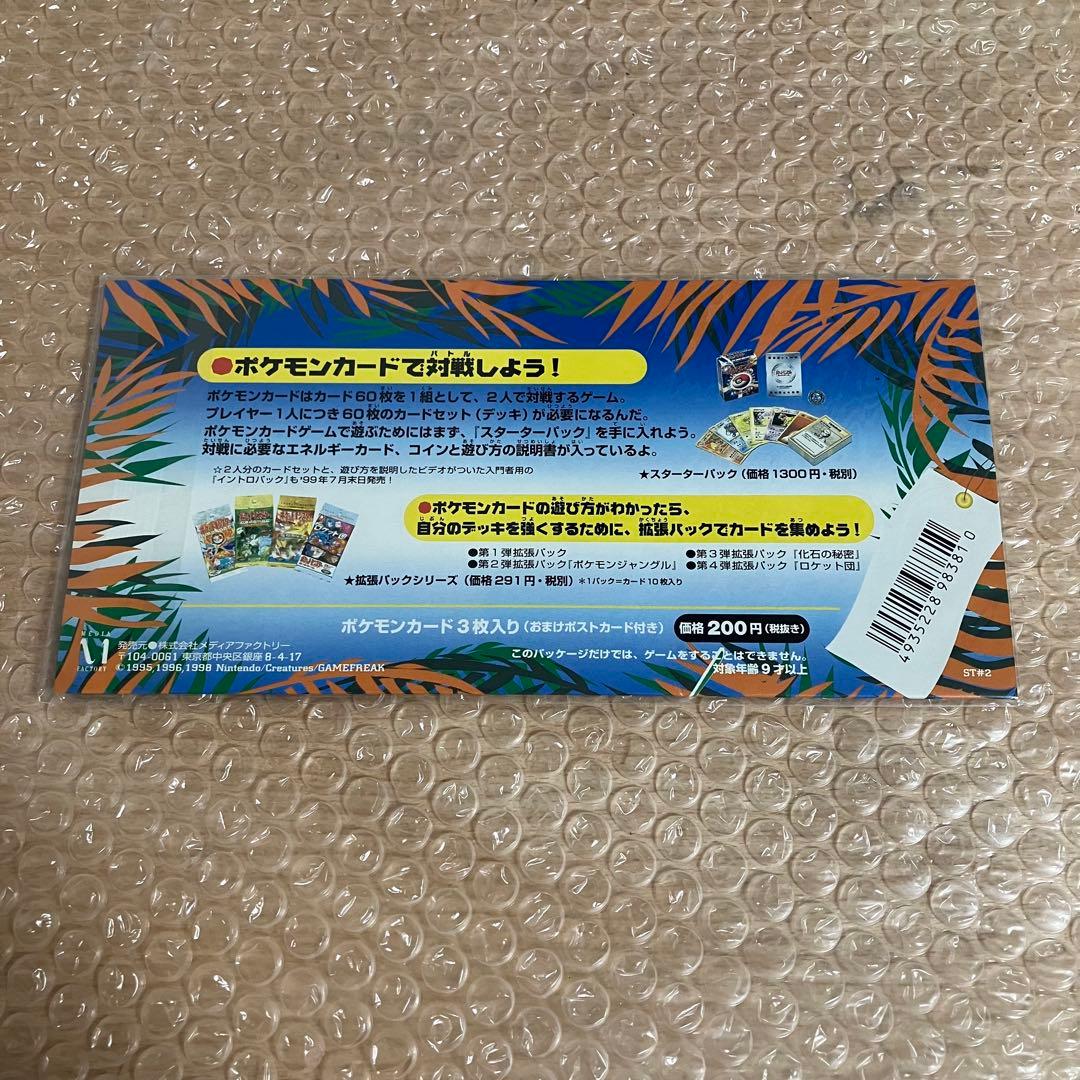 ●ポケモンカードで対戦しよう！
バトル
ポケモンカードはカード60枚を1組として、2人で対戦するゲーム。
プレイヤー1人につき60枚のカードセット（デッキ）が必要になるんだ。
ポケモンカードゲームで遊ぶためにはまず、『スターターパック』を手に入れよう。
対戦に必要なエネルギーカード、コインと遊び方の説明書が入っているよ。
☆2人分のカードセットと、遊び方を説明したビデオがついた入門者用の
『イントロパック』も'99年7月末日発売！
★スターターパック（価格1300円・税別）
●ポケモンカードの遊び方がわかったら、
自分のデッキを強くするために、拡張パックでカードを集めよう！
●第1弾拡張パック
●第2弾拡張パック『ポケモンジャングル』
●第3弾拡張パック『化石の秘密』
●第4弾拡張パック『ロケット団』
★拡張パックシリーズ（価格291円・税別）＊1パック＝カード10枚入り
ポケモンカード3枚入り（おまけポストカード付き）
価格200円（税抜き）
このパッケージだけでは、ゲームをすることはできません。
対象年齢9才以上
MEDIA
FACTORY
発売元●株式会社メディアファクトリー
〒104-0061 東京都中央区銀座8-4-17
©1995,1996,1998 Nintendo/Creatures/GAMEFREAK
4935228983810
ST#2